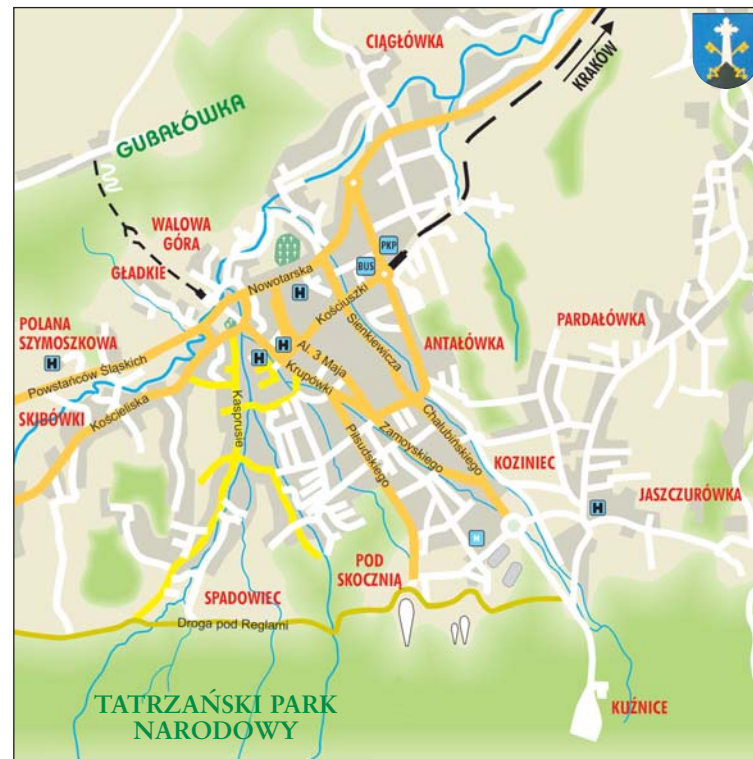 CIĄGŁÓWKA
KRAKÓW
GUBAŁÓWKA
WALOWA
GÓRA
GŁADKIE
PKP
BUS
Nowotarska
H
Kościuszki
Sienkiewicza
POLANA
SZYMOSZKOWA
H
ANTAŁÓWKA
PARDAŁÓWKA
H
H
Al. 3 Maja
Krupówki
Powstańców Śląskich
SKIBÓWKI
Kościeliska
Kasprusie
Piłsudskiego
Zamoyskiego
Chałubińskiego
KOZINIEC
JASZCZURÓWKA
H
H
POD
SKOCZNIĄ
SPADOWIEC
Droga pod Reglami
TATRZAŃSKI PARK
NARODOWY
KUŹNICE